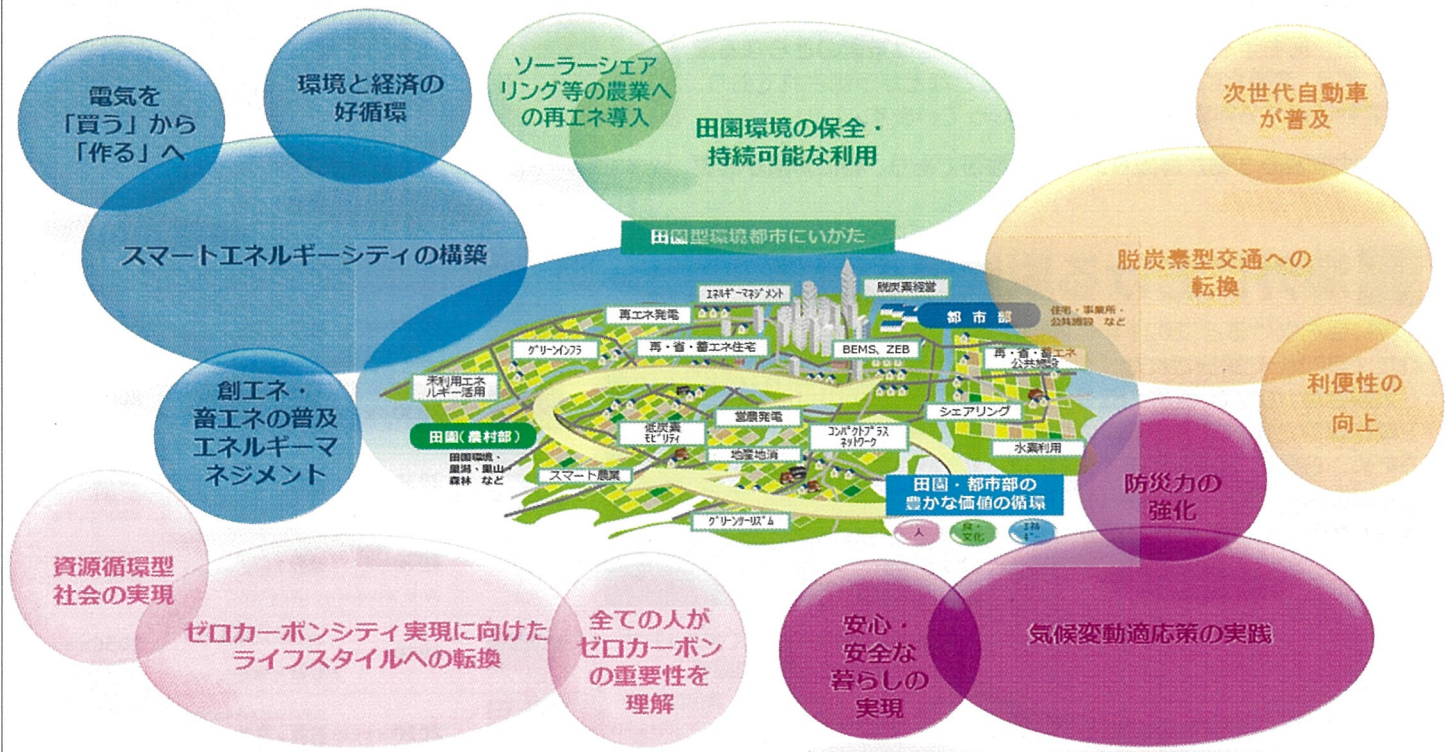 電気を
「買う」から
「作る」へ
環境と経済の
好循環
スマートエネルギーシティの構築
創エネ・
畜エネの普及
エネルギーマ
ネジメント
ソーラーシェア
リング等の農業へ
の再エネ導入
田園環境の保全・
持続可能な利用
次世代自動車
が普及
脱炭素型交通への
転換
利便性の
向上
田園型環境都市にいがた
エネルギーマネジメント
脱炭素経営
再エネ発電
都市部
住宅・事業所・
公共施設 など
グリーンインフラ
再・省・蓄エネ住宅
BEMS、ZEB
再・省・蓄エネ
公共施設
未利用エネ
ルギー活用
営農発電
シェアリング
田園(農村部)
低炭素
モビリティ
コンパクトプラス
ネットワーク
田園環境・
里潟・里山・
森林 など
地産地消
水素利用
スマート農業
田園・都市部の
豊かな価値の循環
グリーンツーリズム
人
食・
文化
エネル
ギー
防災力の
強化
気候変動適応策の実践
安心・
安全な
暮らしの
実現
資源循環型
社会の実現
ゼロカーボンシティ実現に向けた
ライフスタイルへの転換
全ての人が
ゼロカーボン
の重要性を
理解